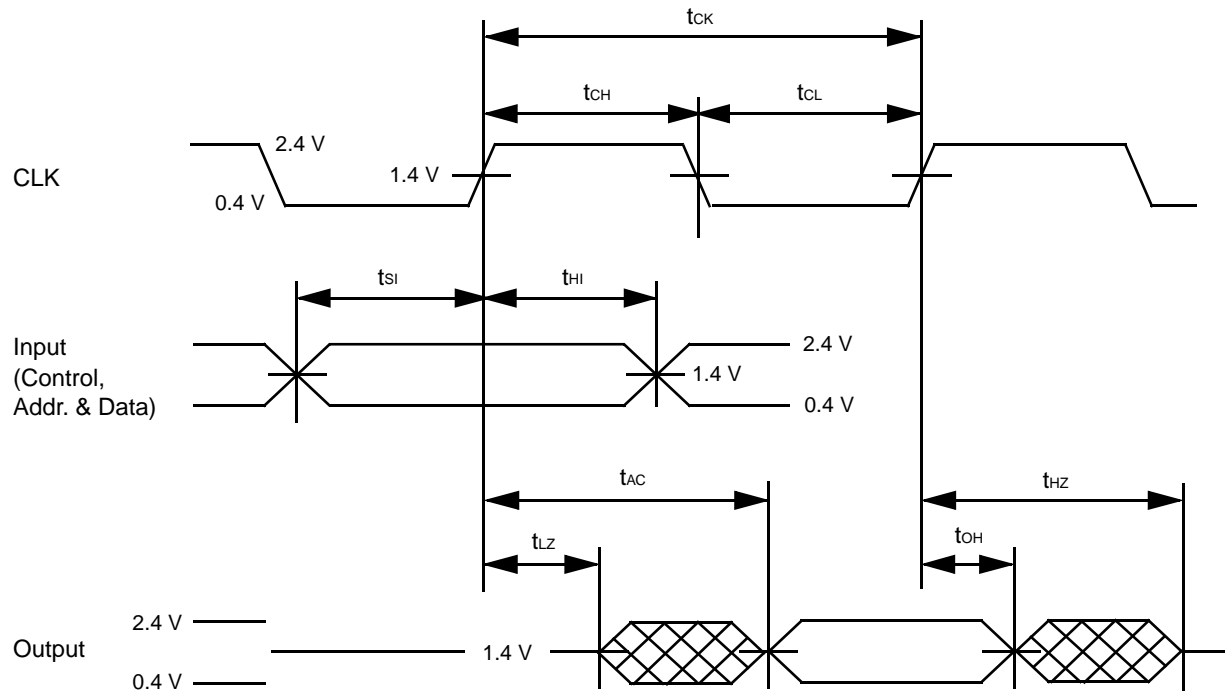 tCK
tCH
tCL
2.4 V
CLK
1.4 V
0.4 V
tSI
tHI
Input
(Control,
Addr. & Data)
2.4 V
1.4 V
0.4 V
tAC
tHZ
tLZ
tOH
2.4 V
Output
1.4 V
0.4 V